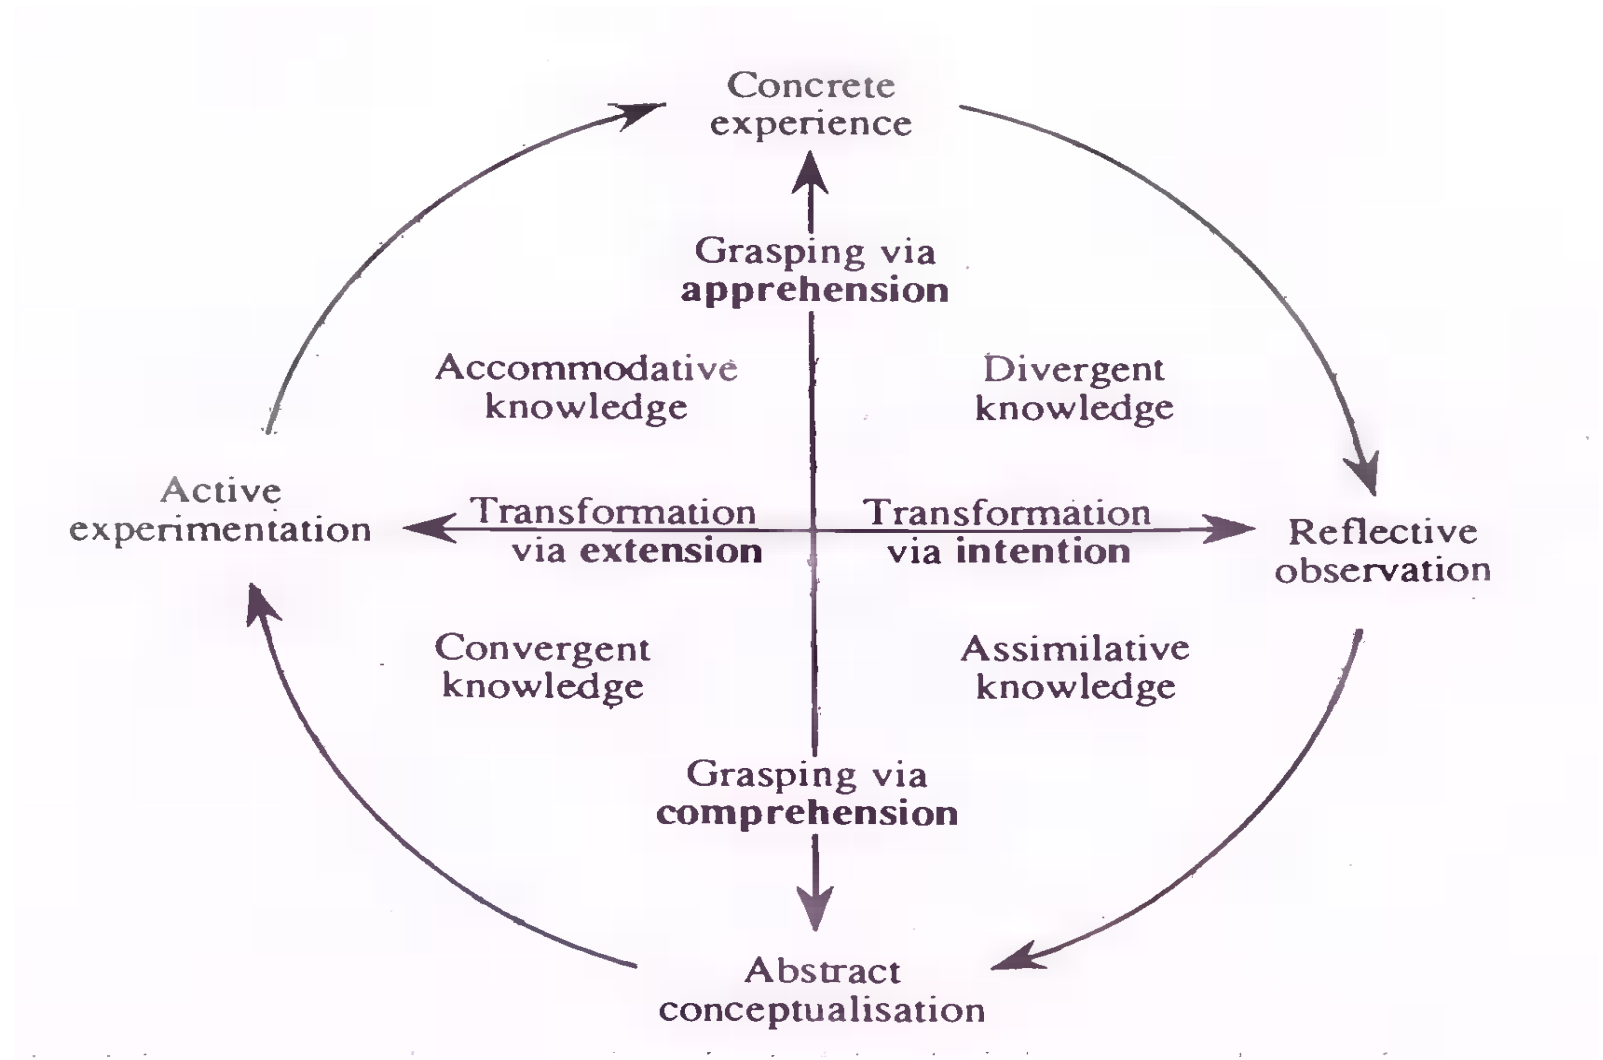 Concrete
experience
Grasping via
apprehension
Accommodative
knowledge
Divergent
knowledge
Active
experimentation
Transformation
via extension
Transformation
via intention
Reflective
observation
Convergent
knowledge
Assimilative
knowledge
Grasping via
comprehension
Abstract
conceptualisation